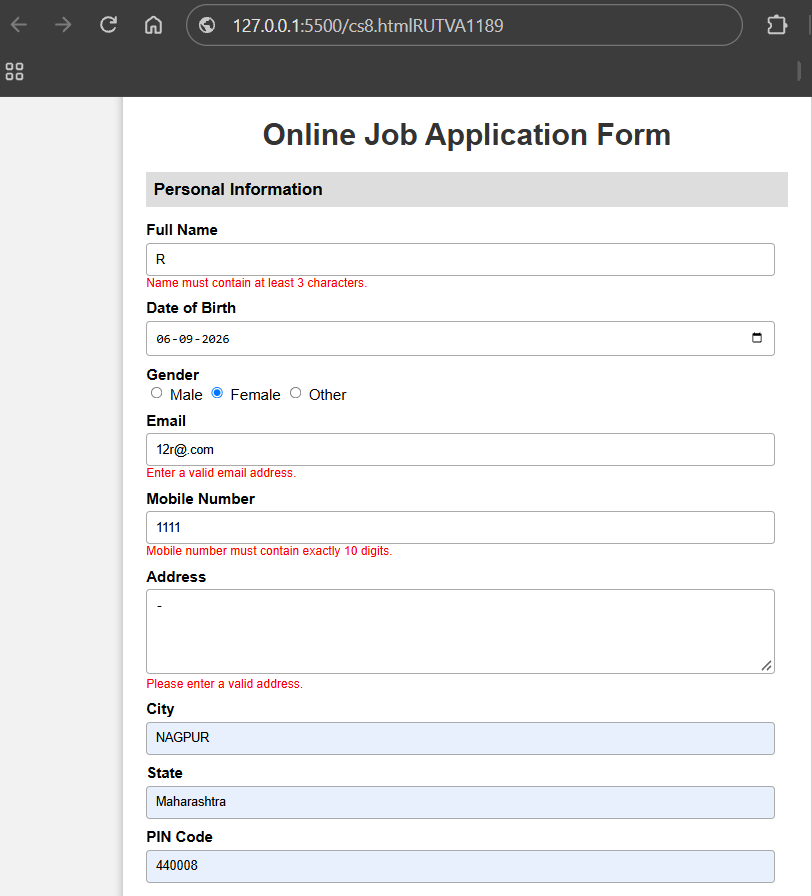 127.0.0.1:5500/cs8.htmlRUTVA1189
Online Job Application Form
Personal Information
Full Name
R
Name must contain at least 3 characters.
Date of Birth
06-09-2026
Gender
Male Female Other
Email
12r@.com
Enter a valid email address.
Mobile Number
1111
Mobile number must contain exactly 10 digits.
Address
-
Please enter a valid address.
City
NAGPUR
State
Maharashtra
PIN Code
440008